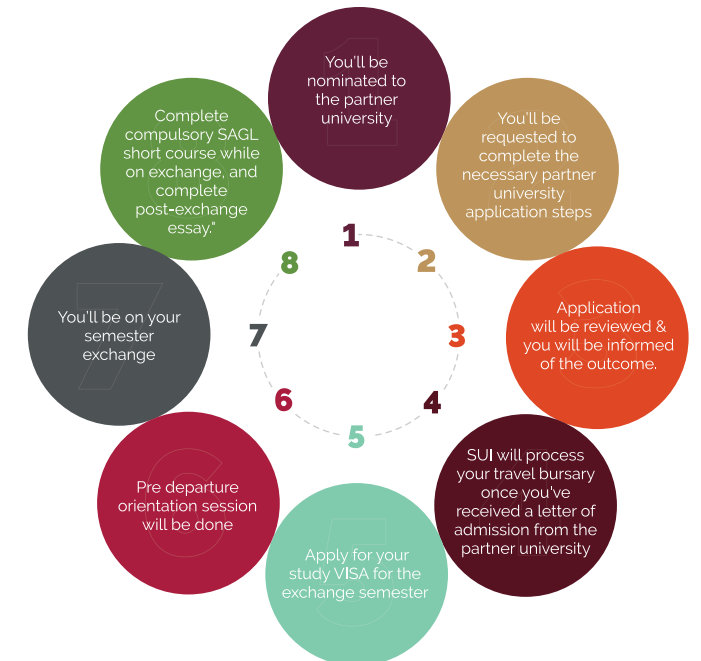 You'll be
nominated to
the partner
university
You'll be
requested to
complete the
necessary partner
university
application steps
Application
will be reviewed &
you will be informed
of the outcome.
SUI will process
your travel bursary
once you've
received a letter of
admission from the
partner university
Apply for your
study VISA for the
exchange semester
Pre departure
orientation session
will be done
You'll be on your
semester
exchange
Complete
compulsory SAGL
short course while
on exchange, and
complete
post-exchange
essay."
1
2
3
4
5
6
7
8